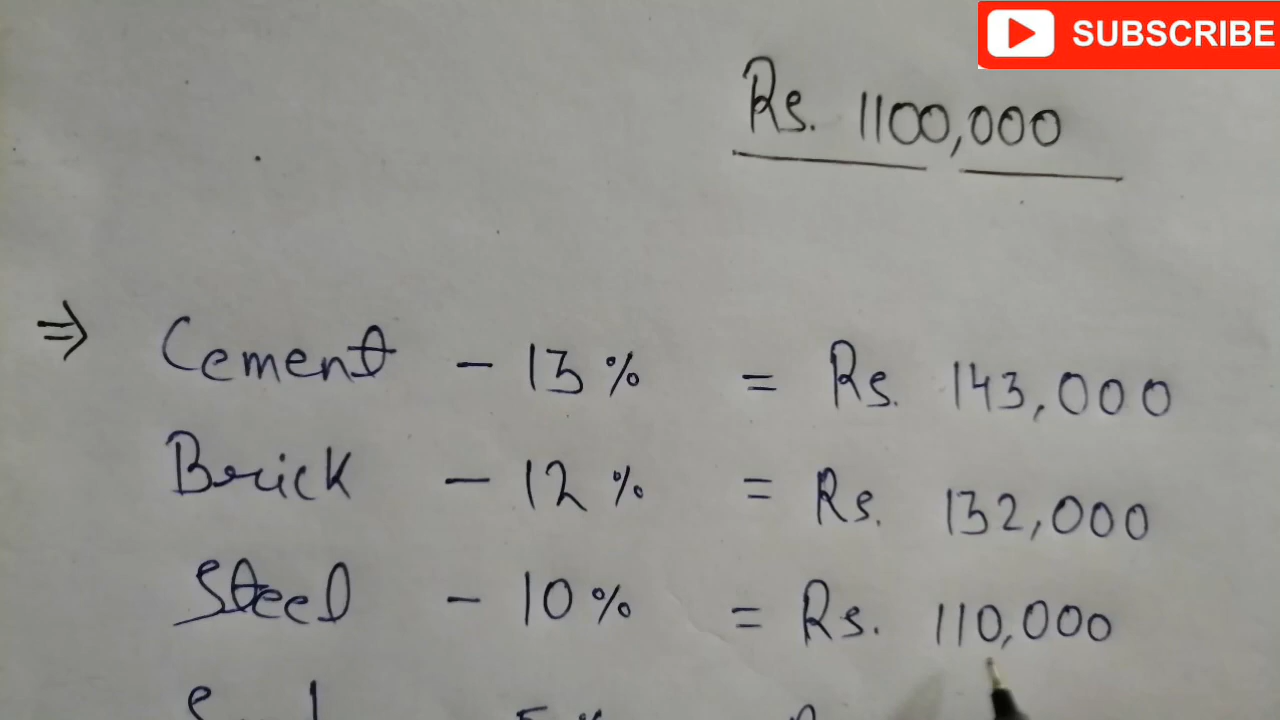 SUBSCRIBE
Rs. 1100,000
⇒ Cement - 13% = Rs. 143,000
Brick - 12% = Rs. 132,000
Steel - 10% = Rs. 110,000